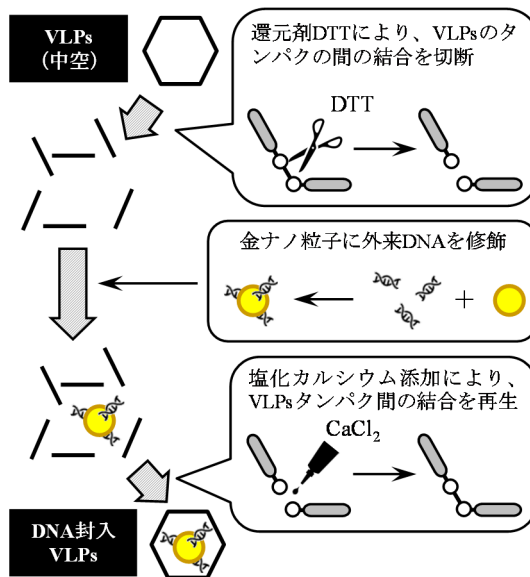 VLPs
(中空)
還元剤DTTにより、VLPsのタ
ンパクの間の結合を切断
DTT
金ナノ粒子に外来DNAを修飾
+
塩化カルシウム添加により、
VLPsタンパク間の結合を再生
CaCl₂
DNA封入
VLPs